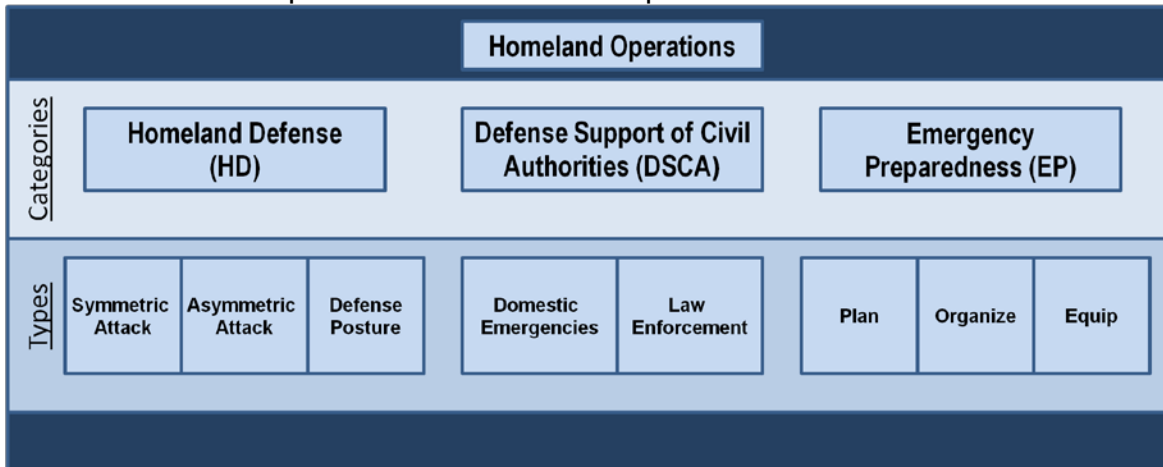 Homeland Operations
Categories
Homeland Defense
(HD)
Defense Support of Civil
Authorities (DSCA)
Emergency
Preparedness (EP)
Types
Symmetric
Attack
Asymmetric
Attack
Defense
Posture
Domestic
Emergencies
Law
Enforcement
Plan
Organize
Equip